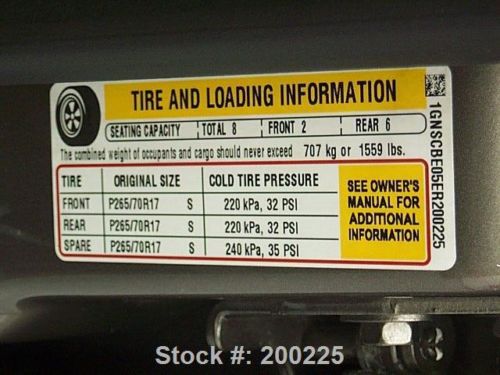 TIRE AND LOADING INFORMATION
SEATING CAPACITY TOTAL 8 FRONT 2 REAR 6
The combined weight of occupants and cargo should never exceed 707 kg or 1559 lbs.
TIRE ORIGINAL SIZE COLD TIRE PRESSURE
FRONT P265/70R17 S 220 kPa, 32 PSI
REAR P265/70R17 S 220 kPa, 32 PSI
SPARE P265/70R17 S 240 kPa, 35 PSI
SEE OWNER'S
MANUAL FOR
ADDITIONAL
INFORMATION
1GNSCBE05ER200225
Stock #: 200225